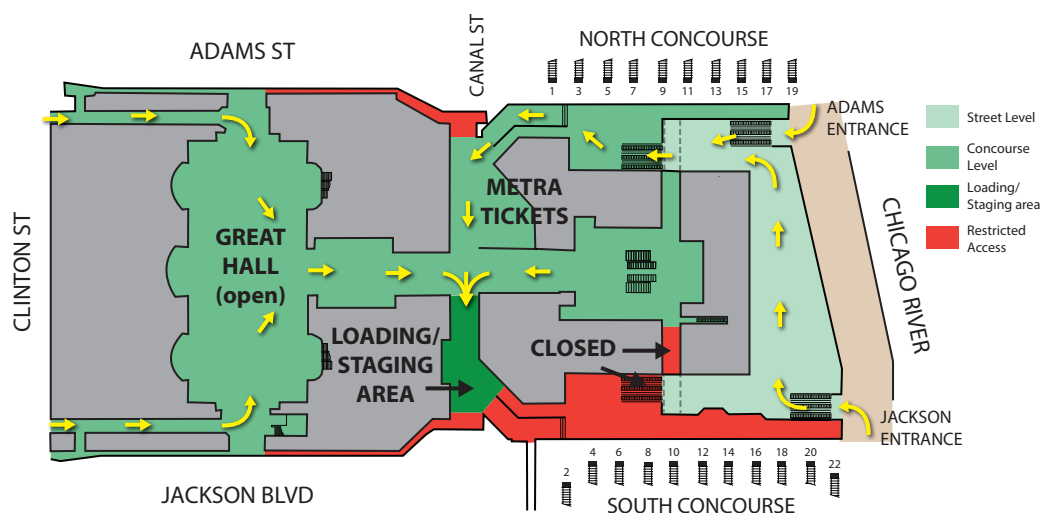 ADAMS ST
CANAL ST
NORTH CONCOURSE
1 3 5 7 9 11 13 15 17 19
ADAMS
ENTRANCE
Street Level
Concourse
Level
Loading/
Staging area
Restricted
Access
METRA
TICKETS
CLINTON ST
GREAT
HALL
(open)
CHICAGO RIVER
LOADING/
STAGING
AREA
CLOSED
JACKSON
ENTRANCE
2 4 6 8 10 12 14 16 18 20 22
JACKSON BLVD
SOUTH CONCOURSE